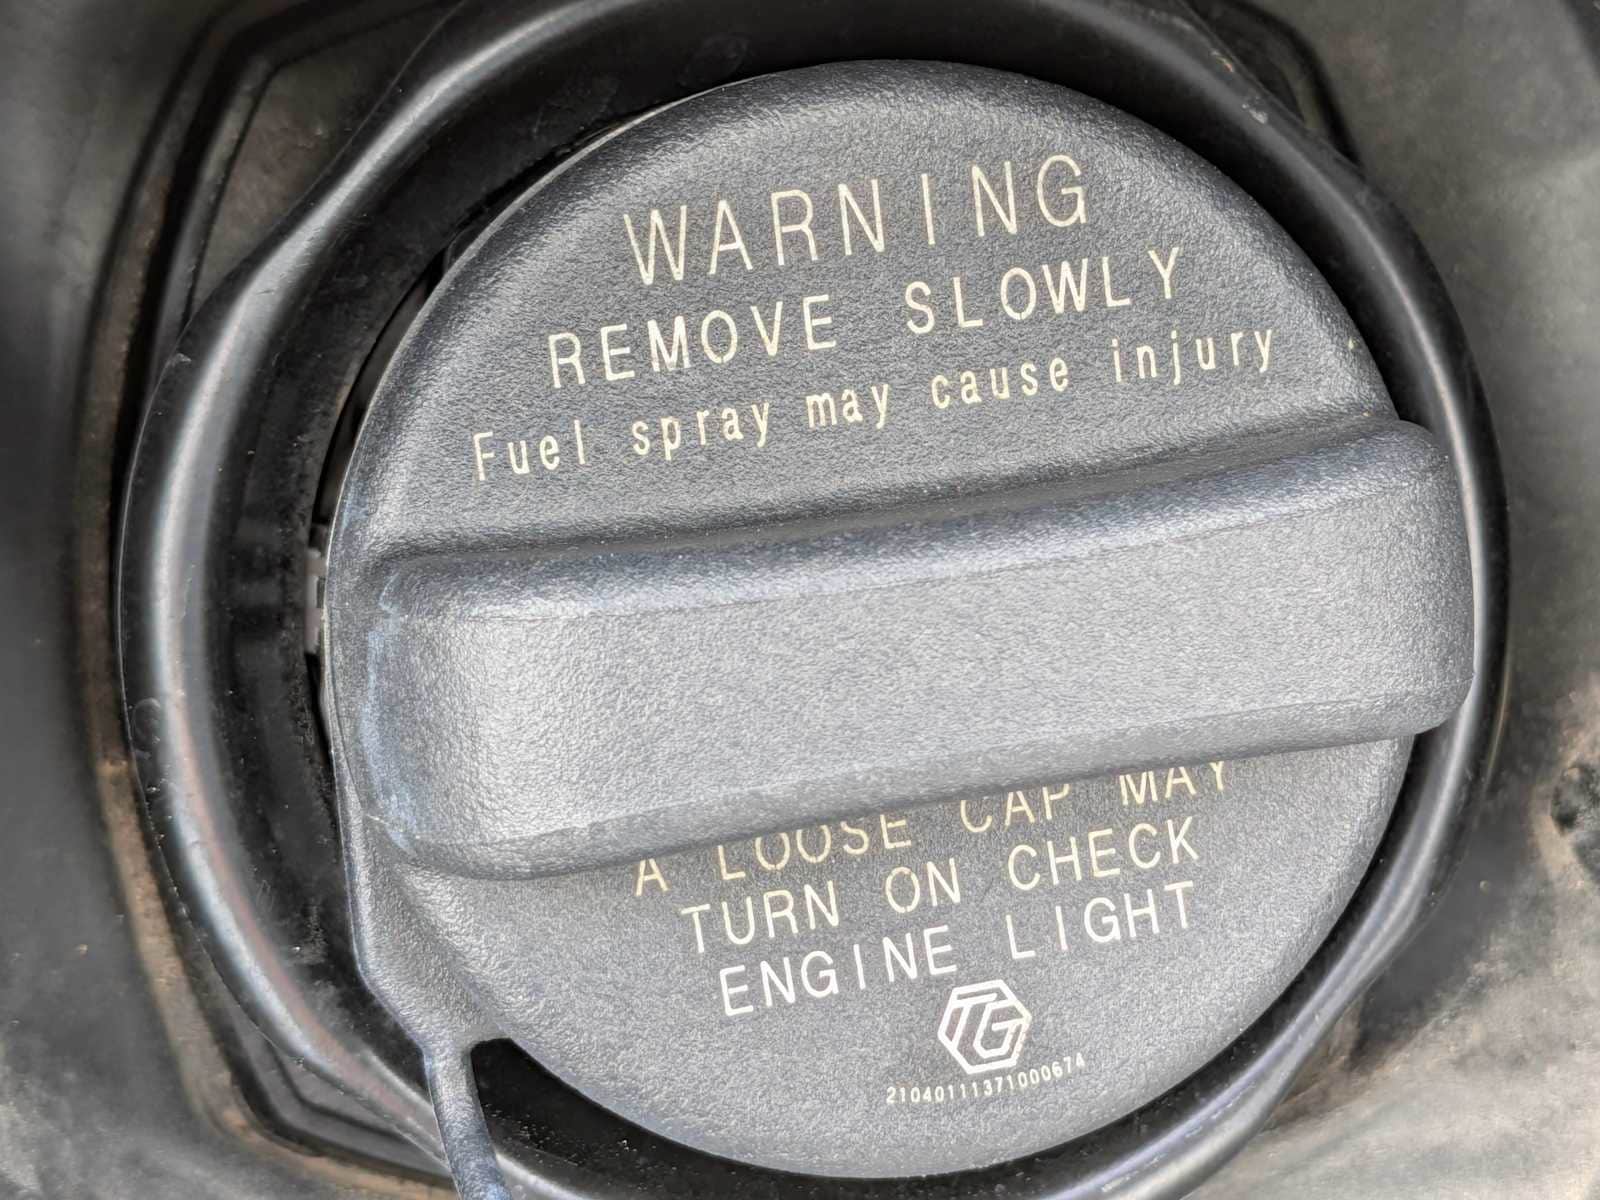 WARNING
REMOVE SLOWLY
Fuel spray may cause injury
A LOOSE CAP MAY
TURN ON CHECK
ENGINE LIGHT
TG
21040111371000674